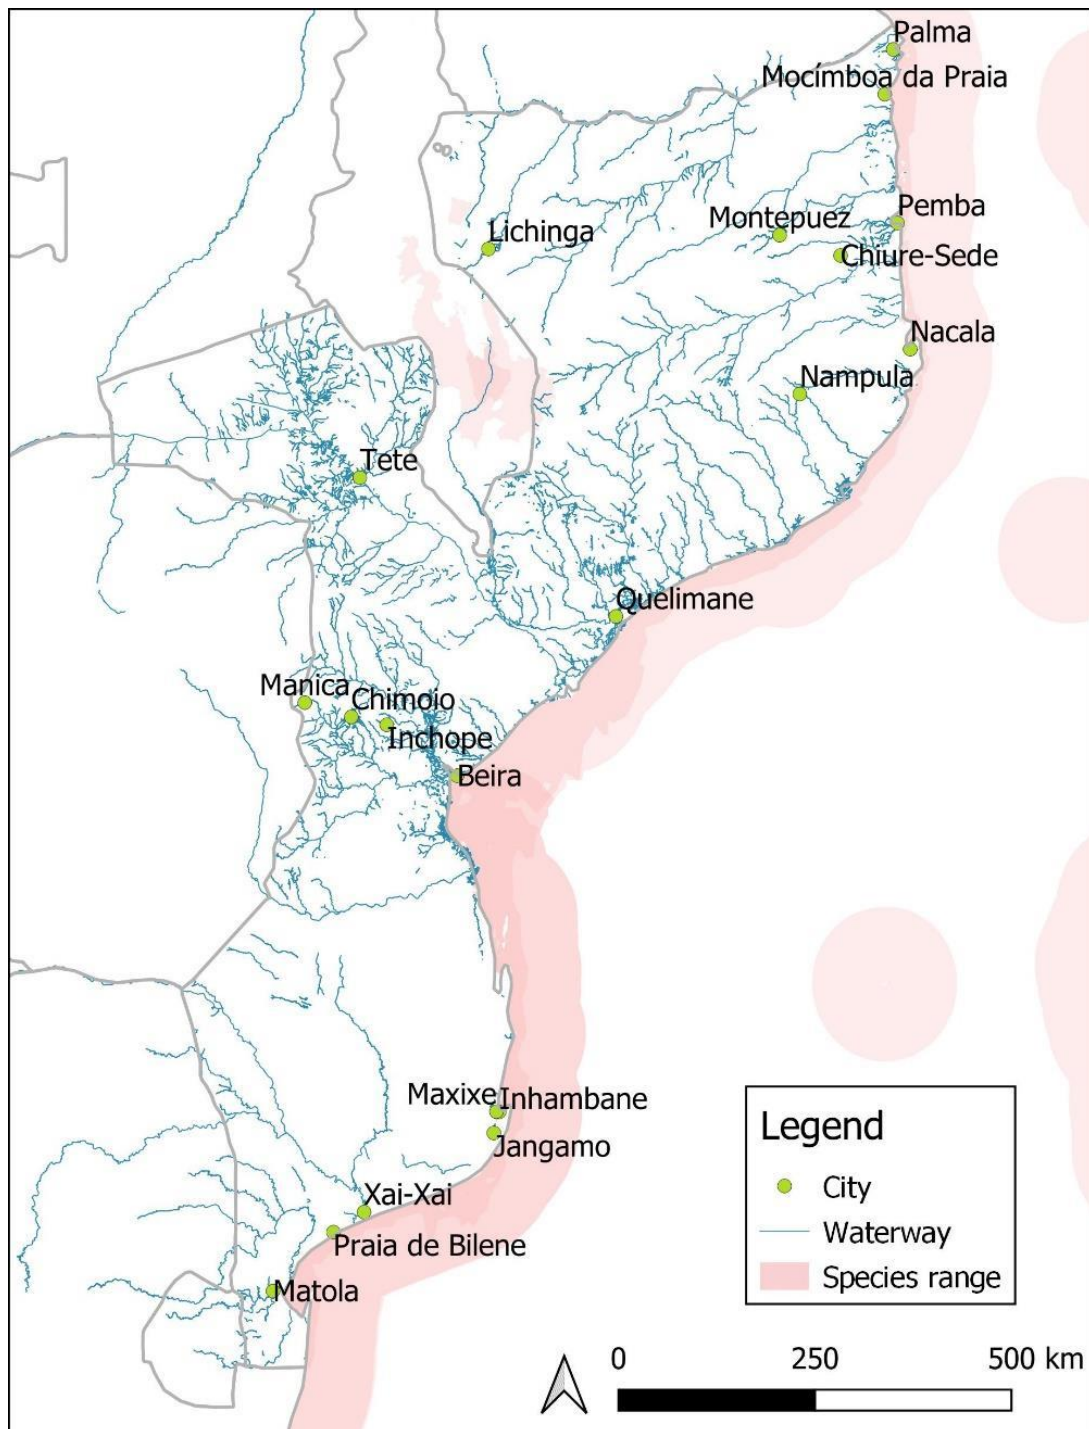 Palma
Mocímboa da Praia
Pemba
Montepuez
Lichinga
Chiure-Sede
Nacala
Nampula
Tete
Quelimane
Manica
Chimoio
Inchope
Beira
Maxixe
Inhambane
Jangamo
Xai-Xai
Praia de Bilene
Matola
Legend
City
Waterway
Species range
0 250 500 km